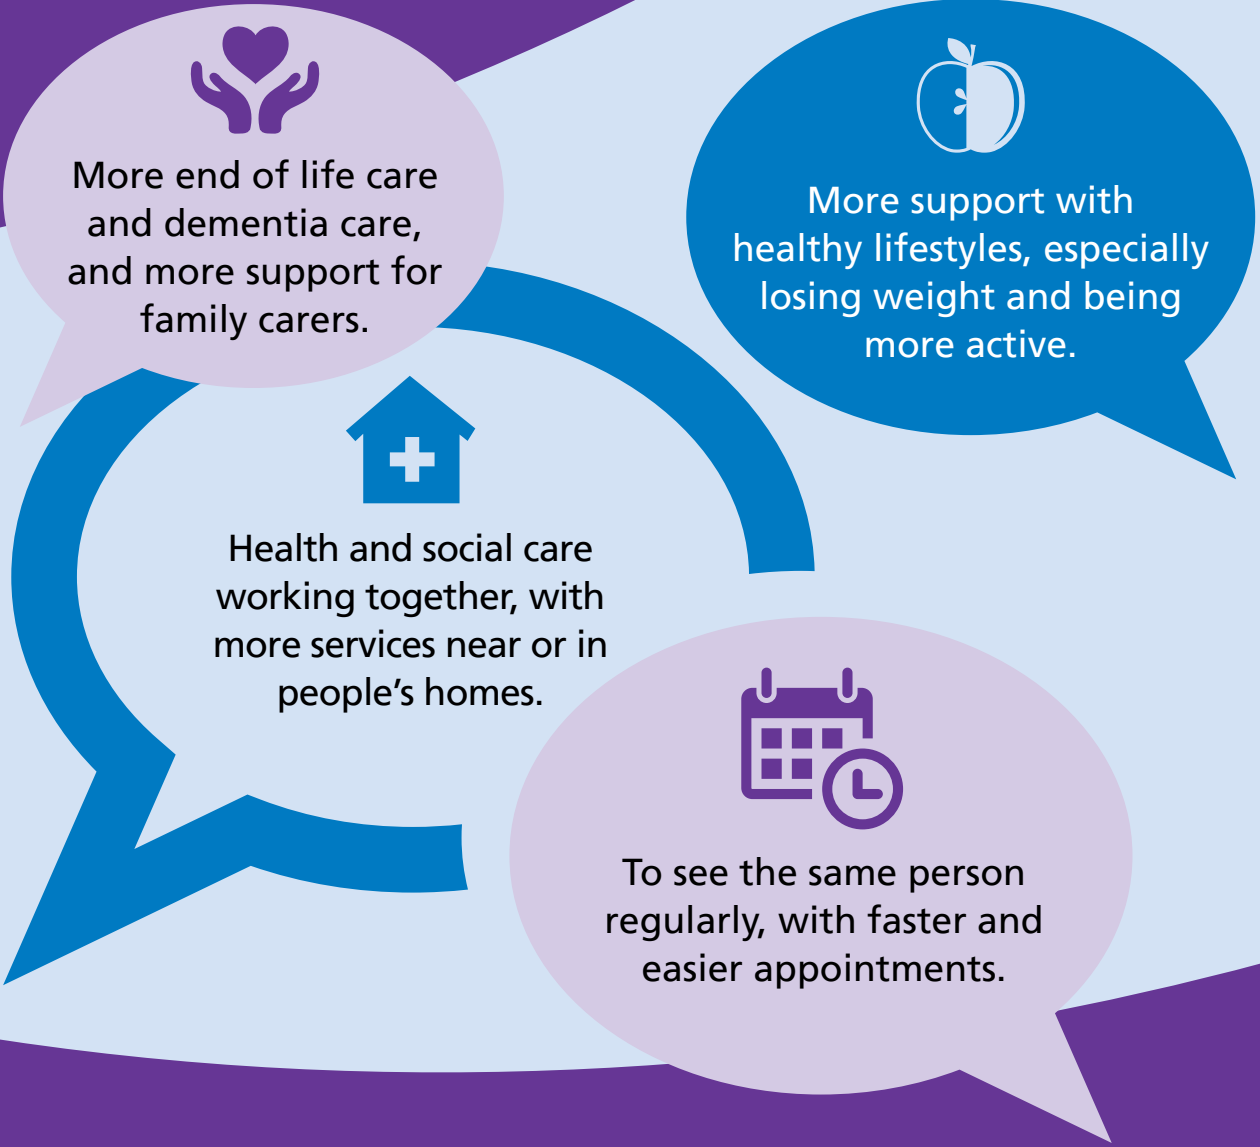 More end of life care
and dementia care,
and more support for
family carers.
More support with
healthy lifestyles, especially
losing weight and being
more active.
Health and social care
working together, with
more services near or in
people’s homes.
To see the same person
regularly, with faster and
easier appointments.